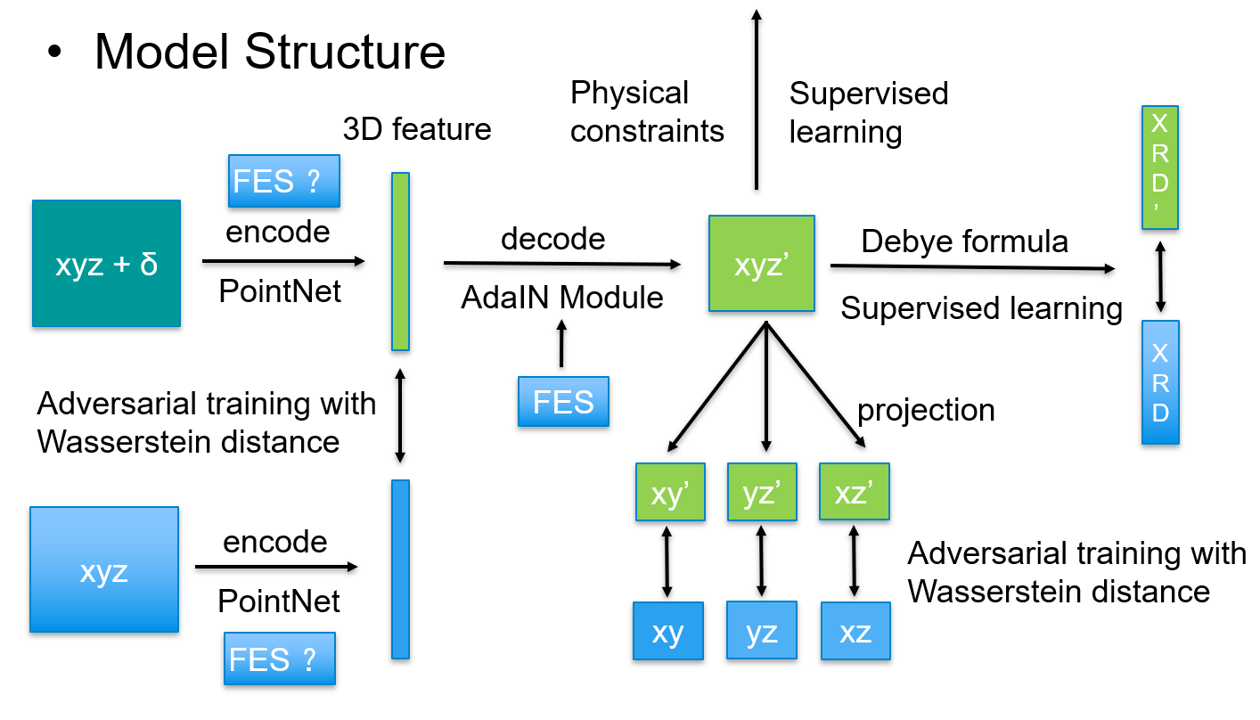 • Model Structure
Physical
constraints
Supervised
learning
3D feature
FES ?
xyz + δ
encode
PointNet
decode
AdaIN Module
FES
xyz’
Debye formula
Supervised learning
X
R
D
’
X
R
D
Adversarial training with
Wasserstein distance
projection
xyz
encode
PointNet
FES ?
xy’
yz’
xz’
xy
yz
xz
Adversarial training with
Wasserstein distance